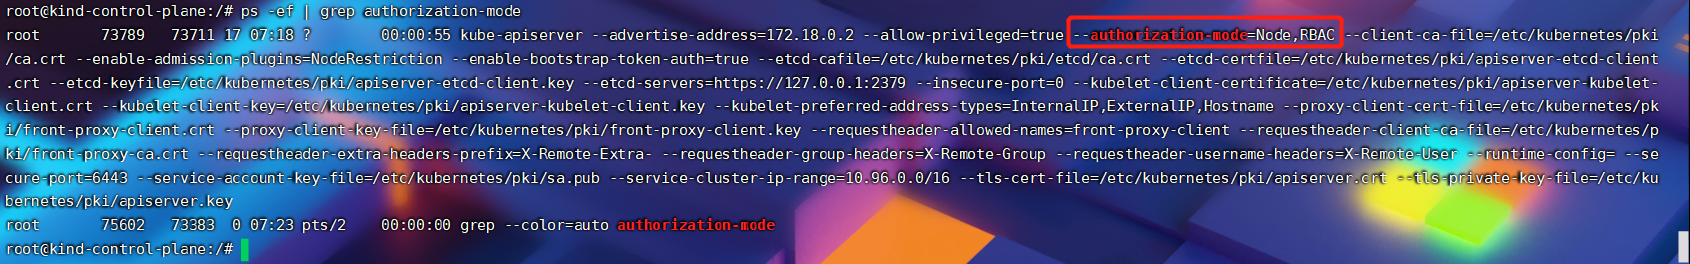 root@kind-control-plane:/# ps -ef | grep authorization-mode
root       73789   73711 17 07:18 ?        00:00:55 kube-apiserver --advertise-address=172.18.0.2 --allow-privileged=true --authorization-mode=Node,RBAC --client-ca-file=/etc/kubernetes/pki
/ca.crt --enable-admission-plugins=NodeRestriction --enable-bootstrap-token-auth=true --etcd-cafile=/etc/kubernetes/pki/etcd/ca.crt --etcd-certfile=/etc/kubernetes/pki/apiserver-etcd-client
.crt --etcd-keyfile=/etc/kubernetes/pki/apiserver-etcd-client.key --etcd-servers=https://127.0.0.1:2379 --insecure-port=0 --kubelet-client-certificate=/etc/kubernetes/pki/apiserver-kubelet-
client.crt --kubelet-client-key=/etc/kubernetes/pki/apiserver-kubelet-client.key --kubelet-preferred-address-types=InternalIP,ExternalIP,Hostname --proxy-client-cert-file=/etc/kubernetes/pk
i/front-proxy-client.crt --proxy-client-key-file=/etc/kubernetes/pki/front-proxy-client.key --requestheader-allowed-names=front-proxy-client --requestheader-client-ca-file=/etc/kubernetes/p
ki/front-proxy-ca.crt --requestheader-extra-headers-prefix=X-Remote-Extra- --requestheader-group-headers=X-Remote-Group --requestheader-username-headers=X-Remote-User --runtime-config= --se
cure-port=6443 --service-account-key-file=/etc/kubernetes/pki/sa.pub --service-cluster-ip-range=10.96.0.0/16 --tls-cert-file=/etc/kubernetes/pki/apiserver.crt --tls-private-key-file=/etc/ku
bernetes/pki/apiserver.key
root       75602   73383  0 07:23 pts/2    00:00:00 grep --color=auto authorization-mode
root@kind-control-plane:/#